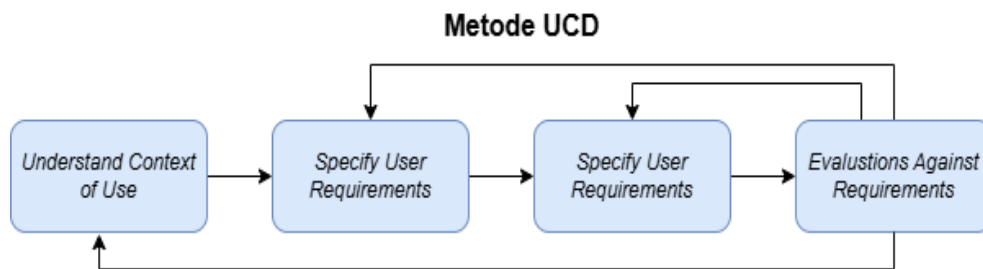 Metode UCD
Understand Context
of Use
Specify User
Requirements
Specify User
Requirements
Evalustions Against
Requirements